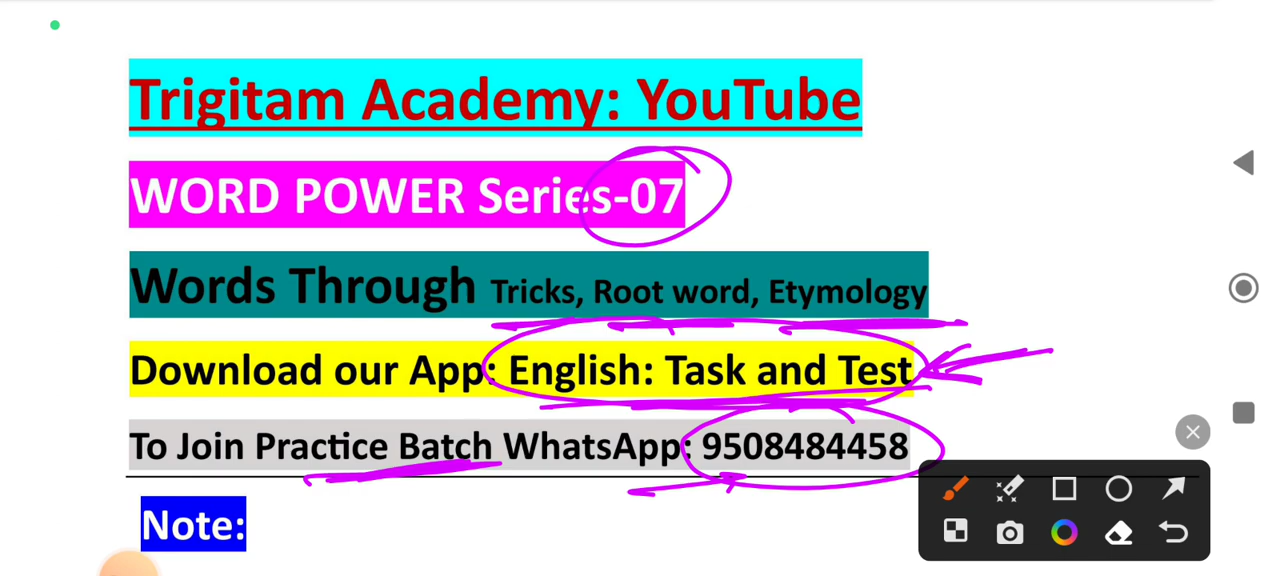 Trigitam Academy: YouTube
WORD POWER Series-07
Words Through Tricks, Root word, Etymology
Download our App: English: Task and Test
To Join Practice Batch WhatsApp: 9508484458
Note: